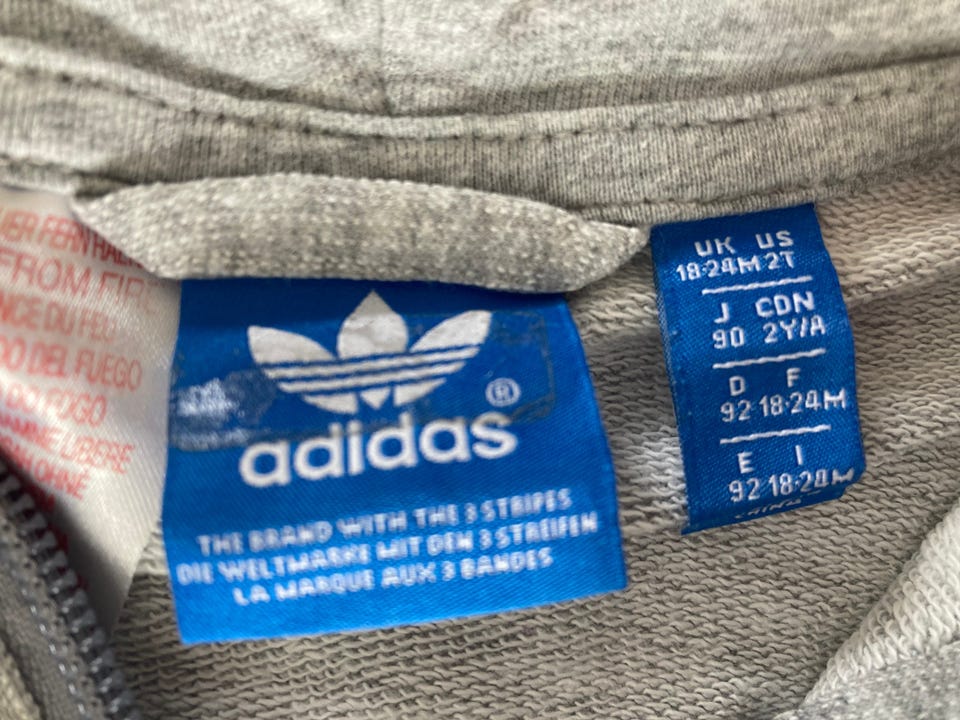 FROM FIRE
DEL FUEGO
adidas
®
THE BRAND WITH THE 3 STRIPES
DIE WELTMARKE MIT DEN 3 STREIFEN
LA MARQUE AUX 3 BANDES
UK US
18-24M 2T
J CDN
90 2Y/A
D F
92 18-24M
E I
92 18-24M